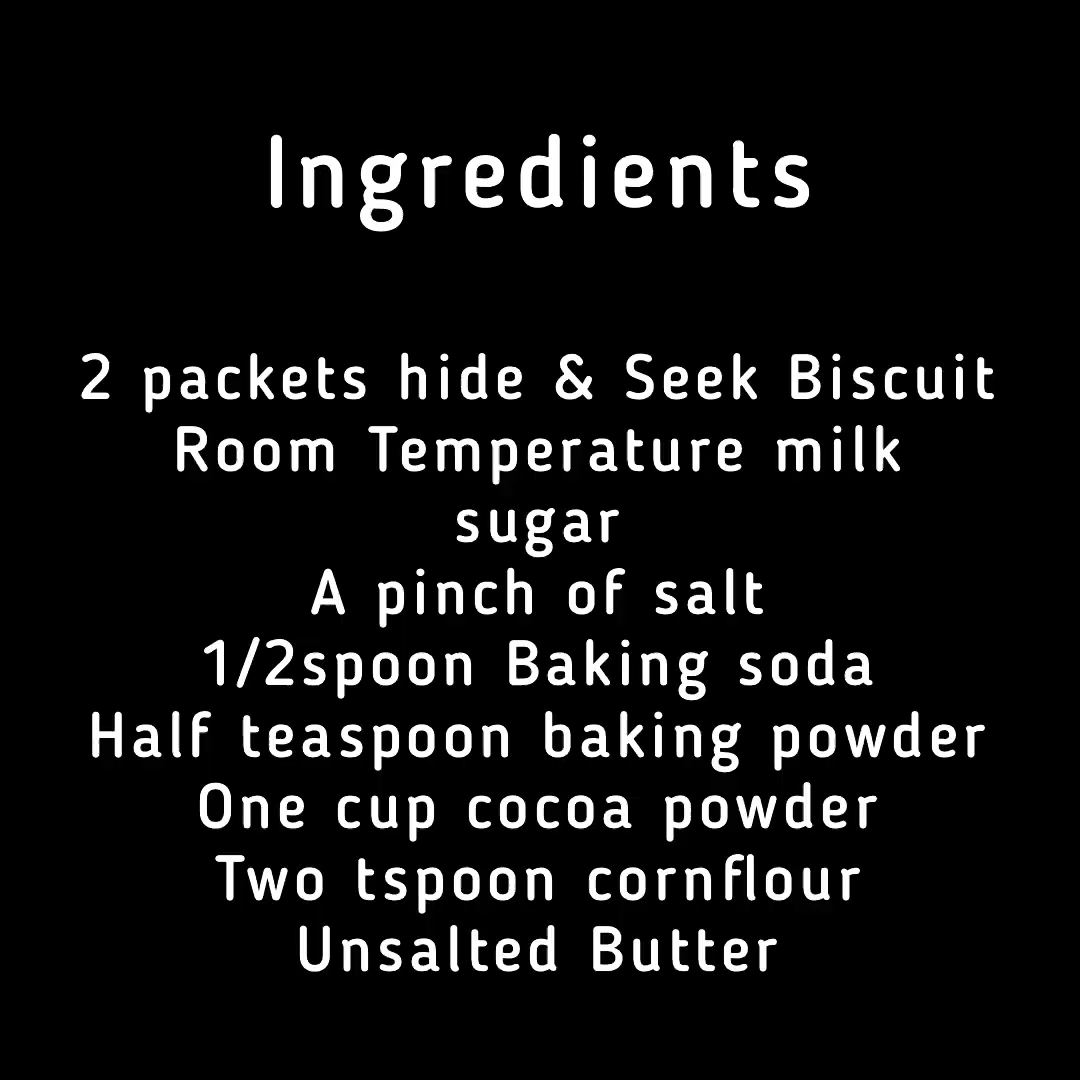 Ingredients
2 packets hide & Seek Biscuit
Room Temperature milk
sugar
A pinch of salt
1/2spoon Baking soda
Half teaspoon baking powder
One cup cocoa powder
Two tspoon cornflour
Unsalted Butter